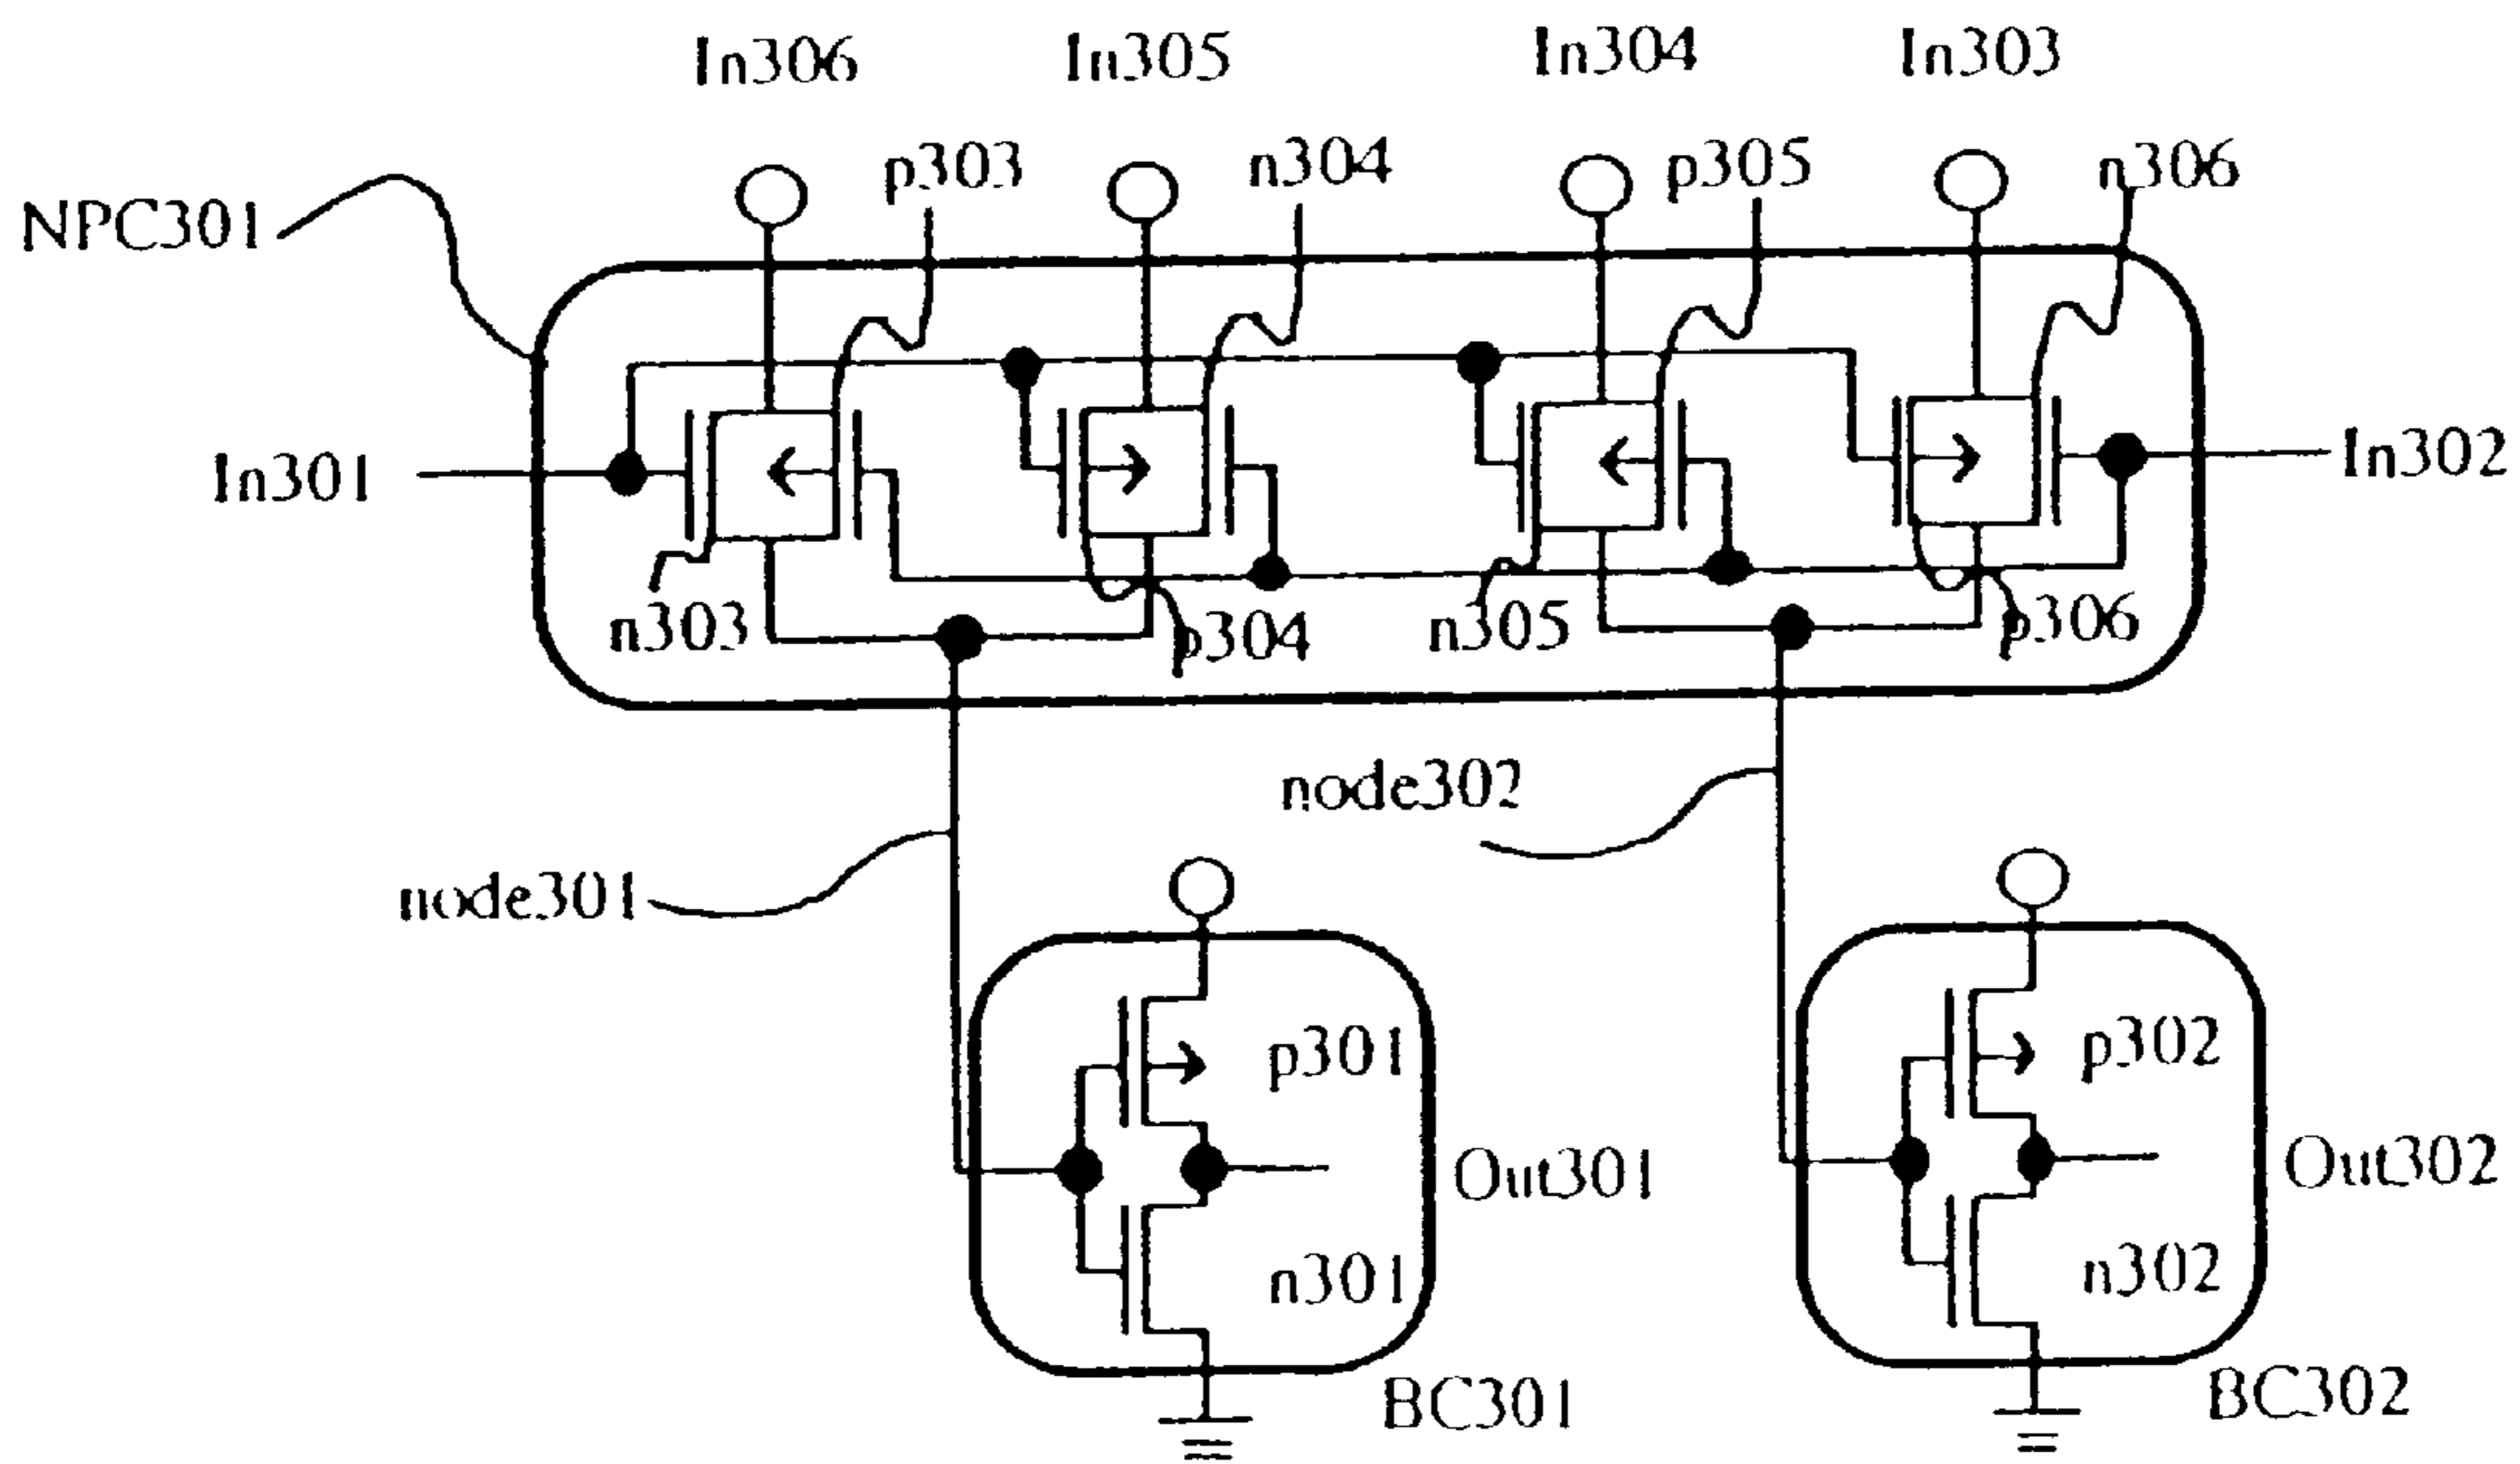 In306 In305 In304 In303
p303 n304 p305 n306
NPC301
In301 In302
n303 p304 n305 p306
node302
node301
p301 p302
Out301 Out302
n301 n302
BC301 BC302